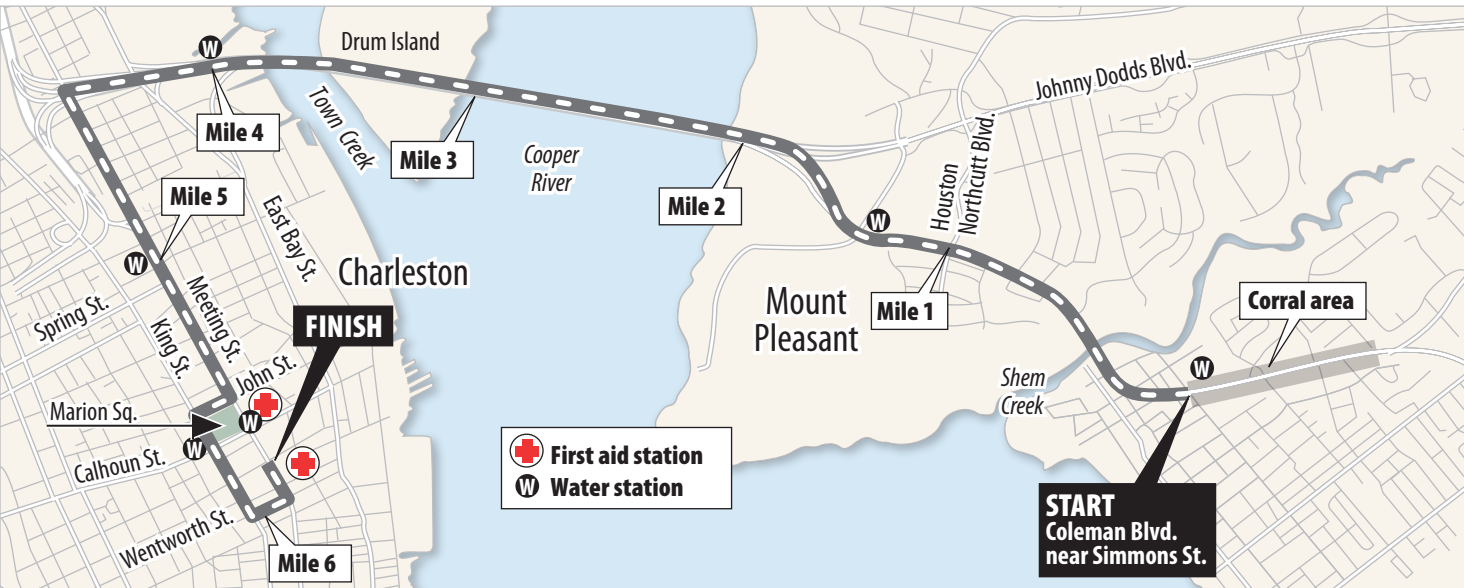 Drum Island
Johnny Dodds Blvd.
W
Mile 4
Town
Creek
Mile 3
Cooper
River
Mile 2
Houston
Northcutt Blvd.
Mile 5
East Bay St.
W
W
Charleston
Mount
Pleasant
Mile 1
Corral area
Spring St.
King St.
Meeting St.
FINISH
John St.
Shem
Creek
W
Marion Sq.
W
W
Calhoun St.
First aid station
W Water station
START
Coleman Blvd.
near Simmons St.
Wentworth St.
Mile 6